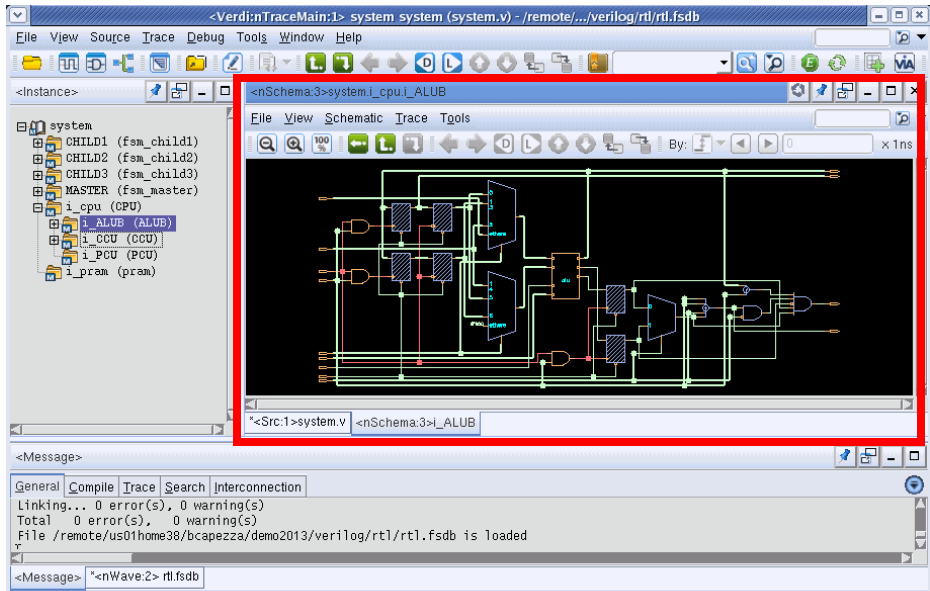 <Verdi:nTraceMain:1> system system (system.v) - /remote/.../verilog/rtl/rtl.fsdb
File View Source Trace Debug Tools Window Help
VIA
<Instance>
system
CHILD1 (fsm_child1)
CHILD2 (fsm_child2)
CHILD3 (fsm_child3)
MASTER (fsm_master)
i_cpu (CPU)
i_ALUB (ALUB)
i_CCU (CCU)
i_PCU (PCU)
i_pram (pram)
<nSchema:3>system.i_cpu.i_ALUB
File View Schematic Trace Tools
100 % By: 0 x 1ns
alu
*<Src:1>system.v <nSchema:3>i_ALUB
<Message>
General Compile Trace Search Interconnection
Linking... 0 error(s), 0 warning(s)
Total 0 error(s), 0 warning(s)
File /remote/us01home38/bcapezza/demo2013/verilog/rtl/rtl.fsdb is loaded
<Message> *<nWave:2> rtl.fsdb